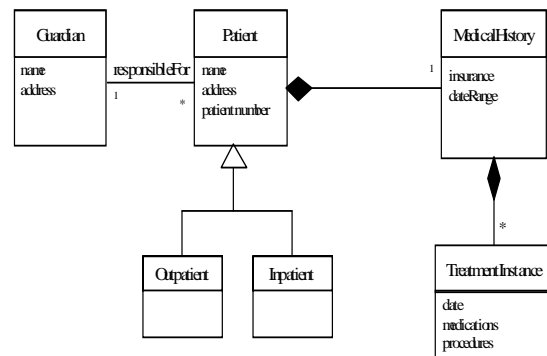 Guardian
name
address
responsibleFor
1
*
Patient
name
address
patient number
1
MedicalHistory
insurance
dateRange
*
Outpatient
Inpatient
TreatmentInstance
date
medications
procedures